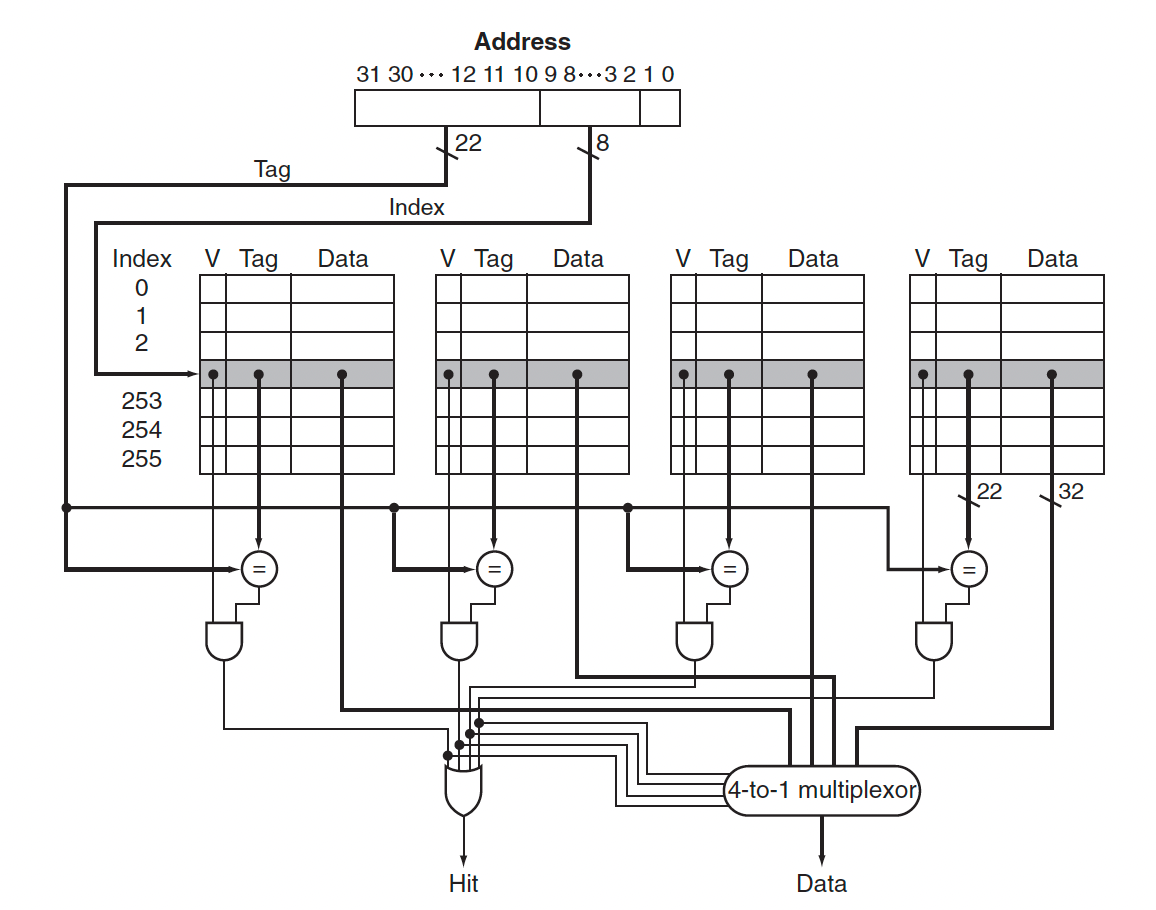 Address
31 30 ··· 12 11 10 9 8 ··· 3 2 1 0
22 8
Tag
Index
Index V Tag Data V Tag Data V Tag Data V Tag Data
0
1
2
253
254
255
22 32
= = = =
4-to-1 multiplexor
Hit Data